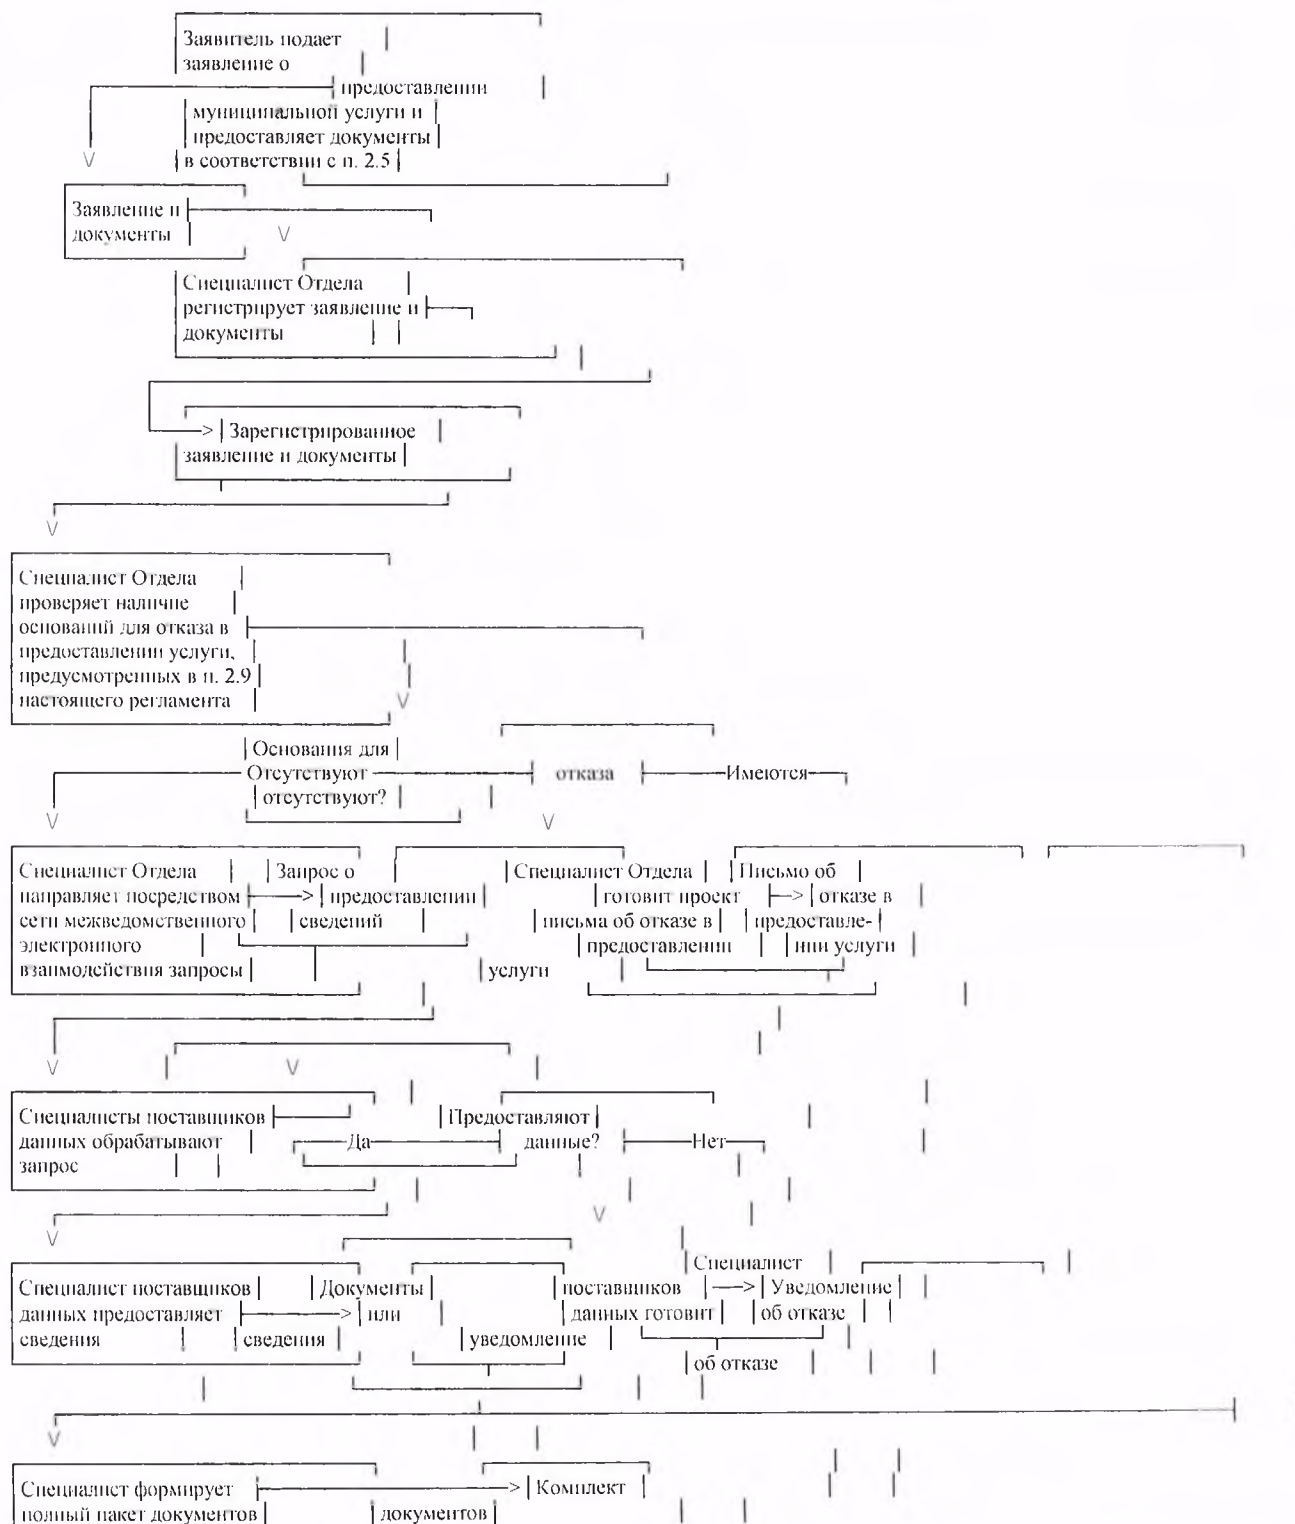 Заявитель подает
заявление о
предоставлении
муниципальной услуги и
предоставляет документы
в соответствии с п. 2.5
Заявление и
документы
Специалист Отдела
регистрирует заявление и
документы
Зарегистрированное
заявление и документы
Специалист Отдела
проверяет наличие
оснований для отказа в
предоставлении услуги,
предусмотренных в п. 2.9
настоящего регламента
Основания для
Отсутствуют отказа Имеются
отсутствуют?
Специалист Отдела Запрос о Специалист Отдела Письмо об
направляет посредством предоставлении готовит проект отказе в
сети межведомственного сведений письма об отказе в предоставле-
электронного предоставлении нии услуги
взаимодействия запросы услуги
Специалисты поставщиков Предоставляют
данных обрабатывают Да данные? Нет
запрос
Специалист
Специалист поставщиков Документы поставщиков Уведомление
данных предоставляет или данных готовит об отказе
сведения сведения уведомление
об отказе
Специалист формирует Комплект
полный пакет документов документов